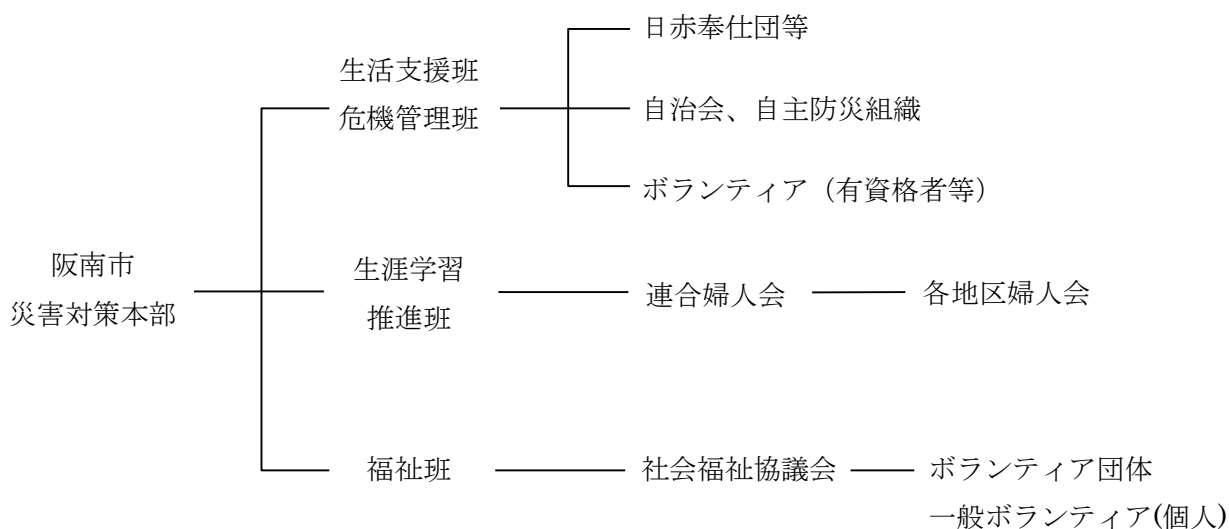 日赤奉仕団等
生活支援班
危機管理班
自治会、自主防災組織
ボランティア（有資格者等）
阪南市
災害対策本部
生涯学習
推進班
連合婦人会
各地区婦人会
福祉班
社会福祉協議会
ボランティア団体
一般ボランティア(個人)